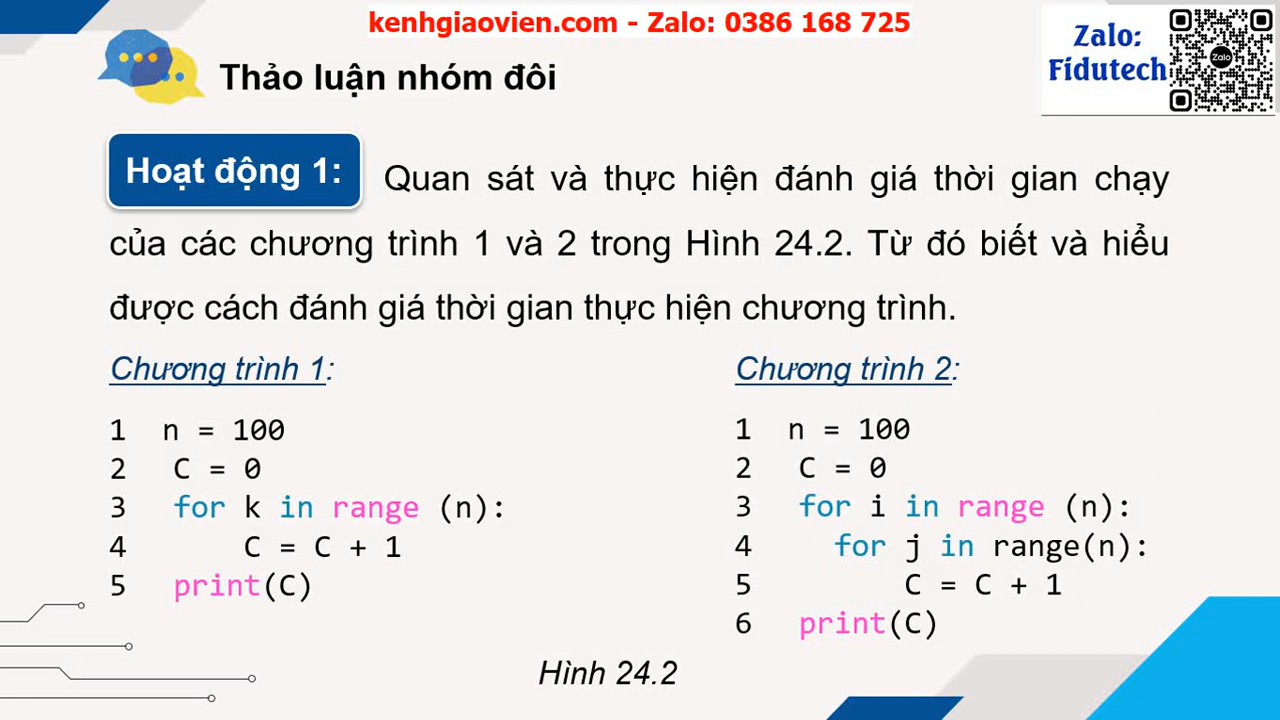 kenhgiaovien.com - Zalo: 0386 168 725
Zalo:
Fidutech
Zalo
Thảo luận nhóm đôi
Hoạt động 1: Quan sát và thực hiện đánh giá thời gian chạy
của các chương trình 1 và 2 trong Hình 24.2. Từ đó biết và hiểu
được cách đánh giá thời gian thực hiện chương trình.
Chương trình 1:
1 n = 100
2 C = 0
3 for k in range (n):
4 C = C + 1
5 print(C)
Chương trình 2:
1 n = 100
2 C = 0
3 for i in range (n):
4 for j in range(n):
5 C = C + 1
6 print(C)
Hình 24.2